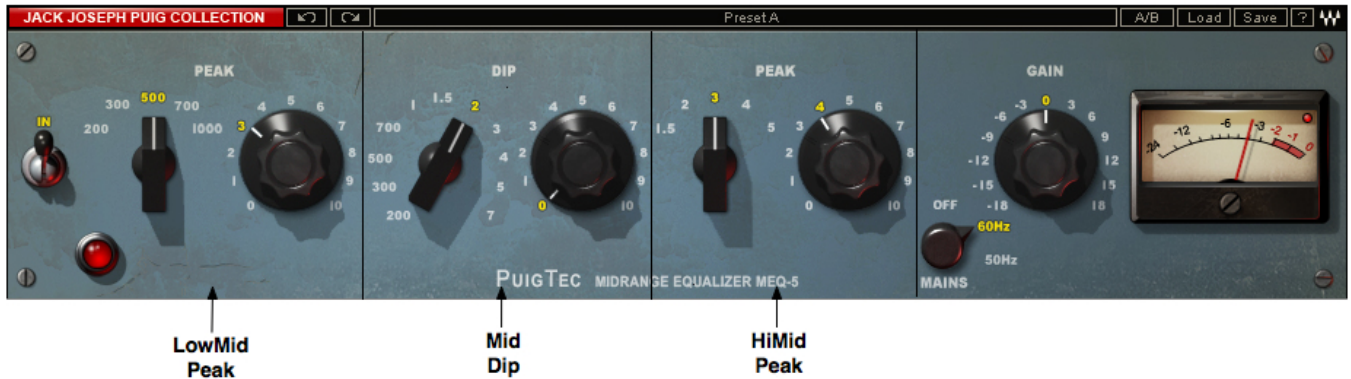 JACK JOSEPH PUIG COLLECTION Preset A A/B Load Save ?
PEAK
200 300 500 700 1000
IN
0 1 2 3 4 5 6 7 8 9 10
DIP
200 300 500 700 1 1.5 2 3 4 5 7
0 1 2 3 4 5 6 7 8 9 10
PEAK
1.5 2 3 4 5
0 1 2 3 4 5 6 7 8 9 10
GAIN
-18 -15 -12 -9 -6 -3 0 3 6 9 12 15 18
-24 -12 -6 -3 -2 -1 0
OFF
60Hz
50Hz
MAINS
PUIGTEC MIDRANGE EQUALIZER MEQ-5
LowMid
Peak
Mid
Dip
HiMid
Peak